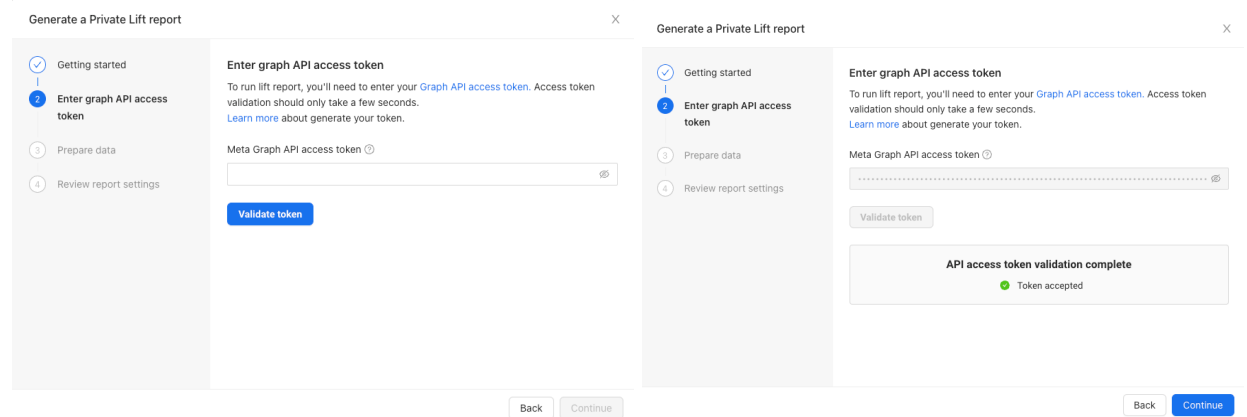 Generate a Private Lift report
Getting started
2
Enter graph API access
token
3
Prepare data
4
Review report settings
Enter graph API access token
To run lift report, you'll need to enter your Graph API access token. Access token
validation should only take a few seconds.
Learn more about generate your token.
Meta Graph API access token
Validate token
Back
Continue
Generate a Private Lift report
Getting started
2
Enter graph API access
token
3
Prepare data
4
Review report settings
Enter graph API access token
To run lift report, you'll need to enter your Graph API access token. Access token
validation should only take a few seconds.
Learn more about generate your token.
Meta Graph API access token
Validate token
API access token validation complete
Token accepted
Back
Continue